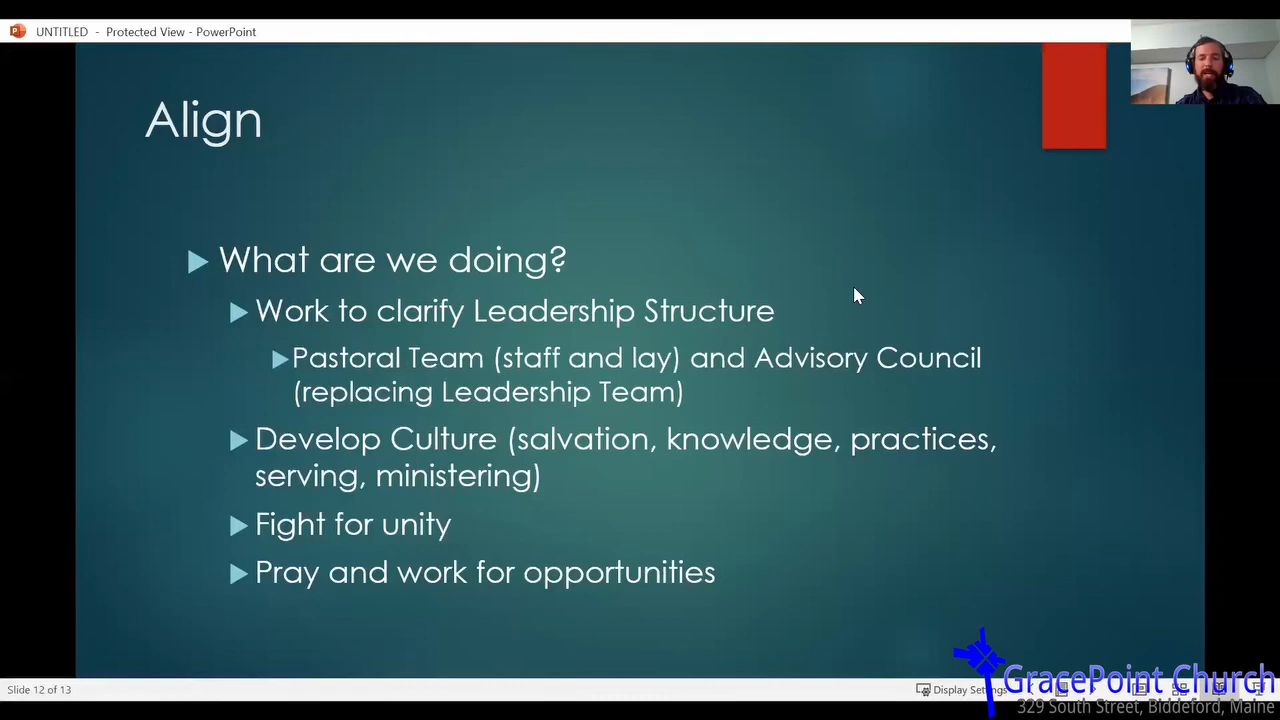 UNTITLED - Protected View - PowerPoint
Align
What are we doing?
Work to clarify Leadership Structure
Pastoral Team (staff and lay) and Advisory Council
(replacing Leadership Team)
Develop Culture (salvation, knowledge, practices,
serving, ministering)
Fight for unity
Pray and work for opportunities
Slide 12 of 13
Display Settings
GracePoint Church
329 South Street, Biddeford, Maine